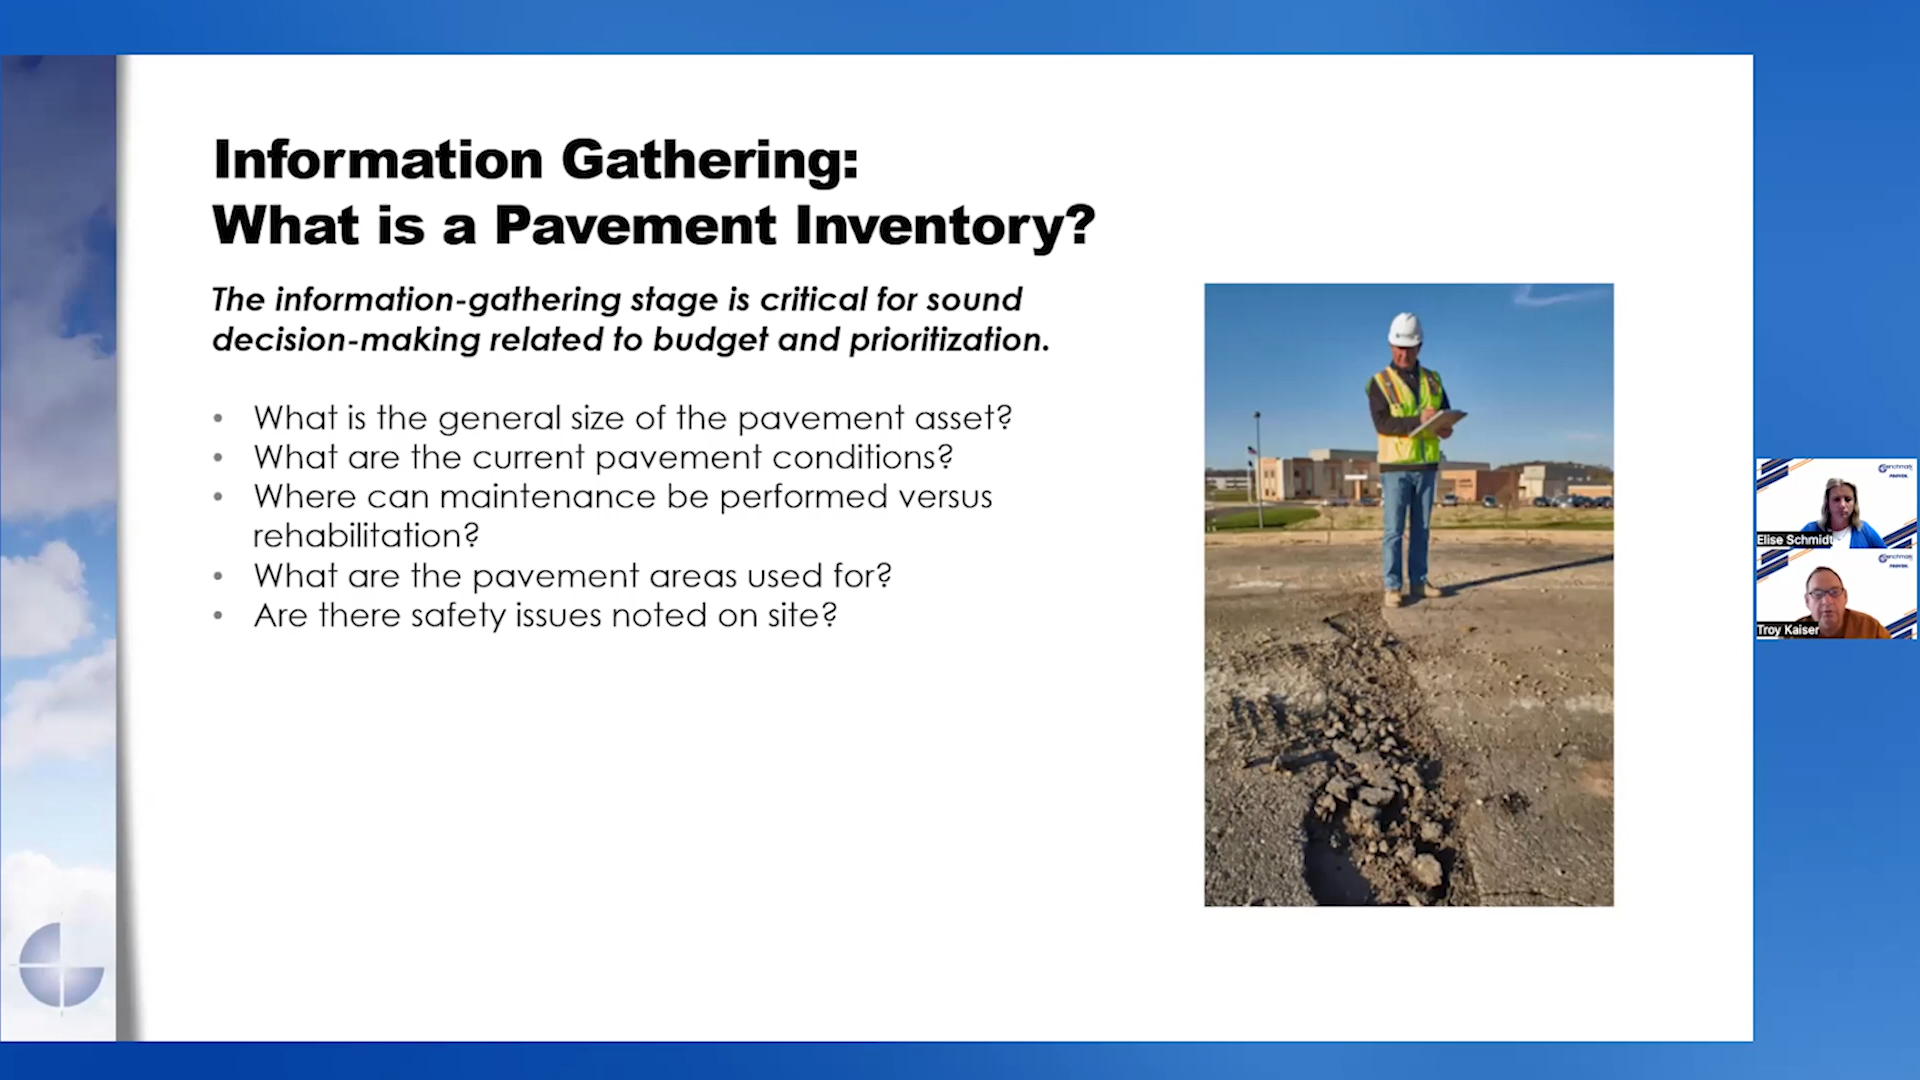 Information Gathering:
What is a Pavement Inventory?
The information-gathering stage is critical for sound
decision-making related to budget and prioritization.
• What is the general size of the pavement asset?
• What are the current pavement conditions?
• Where can maintenance be performed versus
rehabilitation?
• What are the pavement areas used for?
• Are there safety issues noted on site?
Elise Schmidt
Troy Kaiser